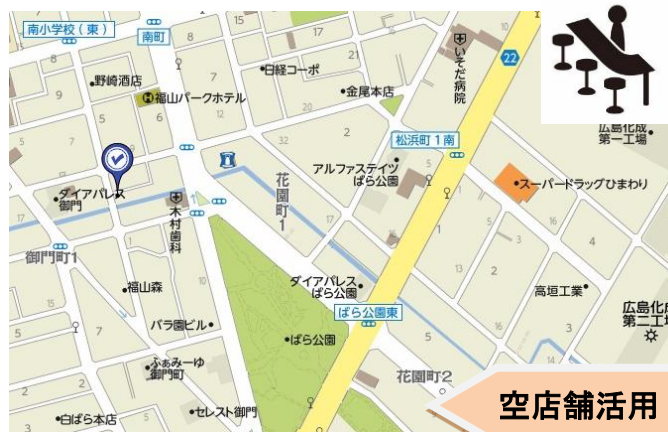 南小学校(東)
南町
野崎酒店
日経コーポ
いそだ病院
22
H福山パークホテル
金尾本店
松浜町1南
広島化成
第一工場
アルファステイツ
ばら公園
スーパードラッグひまわり
ダイアパレス
御門
木村歯科
花園町1
御門町1
福山森
ダイアパレス
ばら公園
高垣工業
広島化成
第二工場
バラ園ビル
ばら公園東
ばら公園
ふぁみーゆ
御門町
花園町2
白ばら本店
セレスト御門
空店舗活用